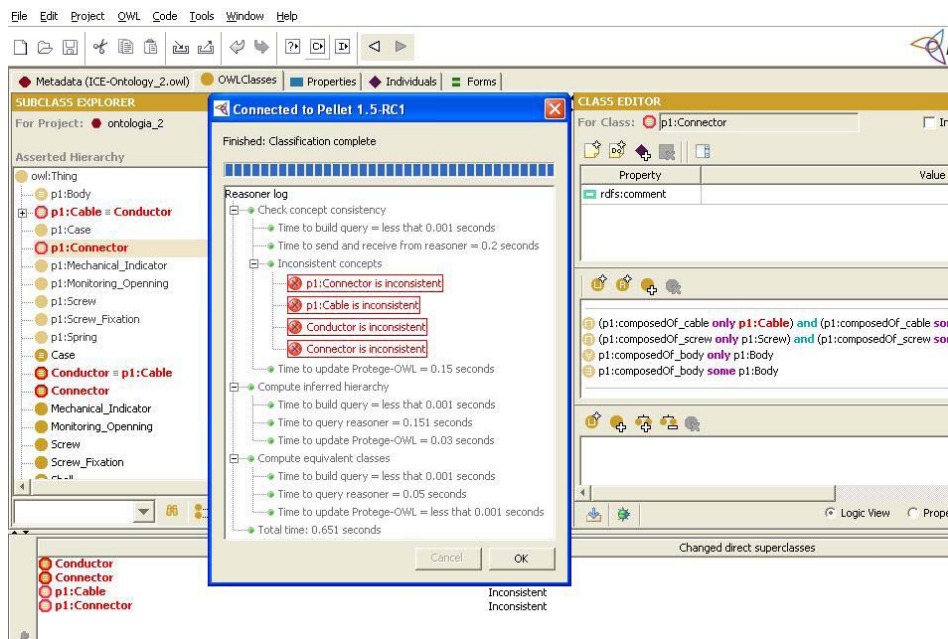 File Edit Project OWL Code Tools Window Help
Metadata (ICE-Ontology_2.owl) OWLClasses Properties Individuals Forms
SUBCLASS EXPLORER
For Project: ontologia_2
Asserted Hierarchy
owl:Thing
p1:Body
p1:Cable ≡ Conductor
p1:Case
p1:Connector
p1:Mechanical_Indicator
p1:Monitoring_Openning
p1:Screw
p1:Screw_Fixation
p1:Spring
Case
Conductor ≡ p1:Cable
Connector
Mechanical_Indicator
Monitoring_Openning
Screw
Screw_Fixation
Connected to Pellet 1.5-RC1
Finished: Classification complete
Reasoner log
Check concept consistency
Time to build query = less that 0.001 seconds
Time to send and receive from reasoner = 0.2 seconds
Inconsistent concepts
p1:Connector is inconsistent
p1:Cable is inconsistent
Conductor is inconsistent
Connector is inconsistent
Time to update Protege-OWL = 0.15 seconds
Compute inferred hierarchy
Time to build query = less that 0.001 seconds
Time to query reasoner = 0.151 seconds
Time to update Protege-OWL = 0.03 seconds
Compute equivalent classes
Time to build query = less that 0.001 seconds
Time to query reasoner = 0.05 seconds
Time to update Protege-OWL = less that 0.001 seconds
Total time: 0.651 seconds
Cancel OK
CLASS EDITOR
For Class: p1:Connector In
Property Value
rdfs:comment
(p1:composedOf_cable only p1:Cable) and (p1:composedOf_cable som
(p1:composedOf_screw only p1:Screw) and (p1:composedOf_screw som
p1:composedOf_body only p1:Body
p1:composedOf_body some p1:Body
Logic View Prope
Changed direct superclasses
Conductor
Connector
p1:Cable Inconsistent
p1:Connector Inconsistent